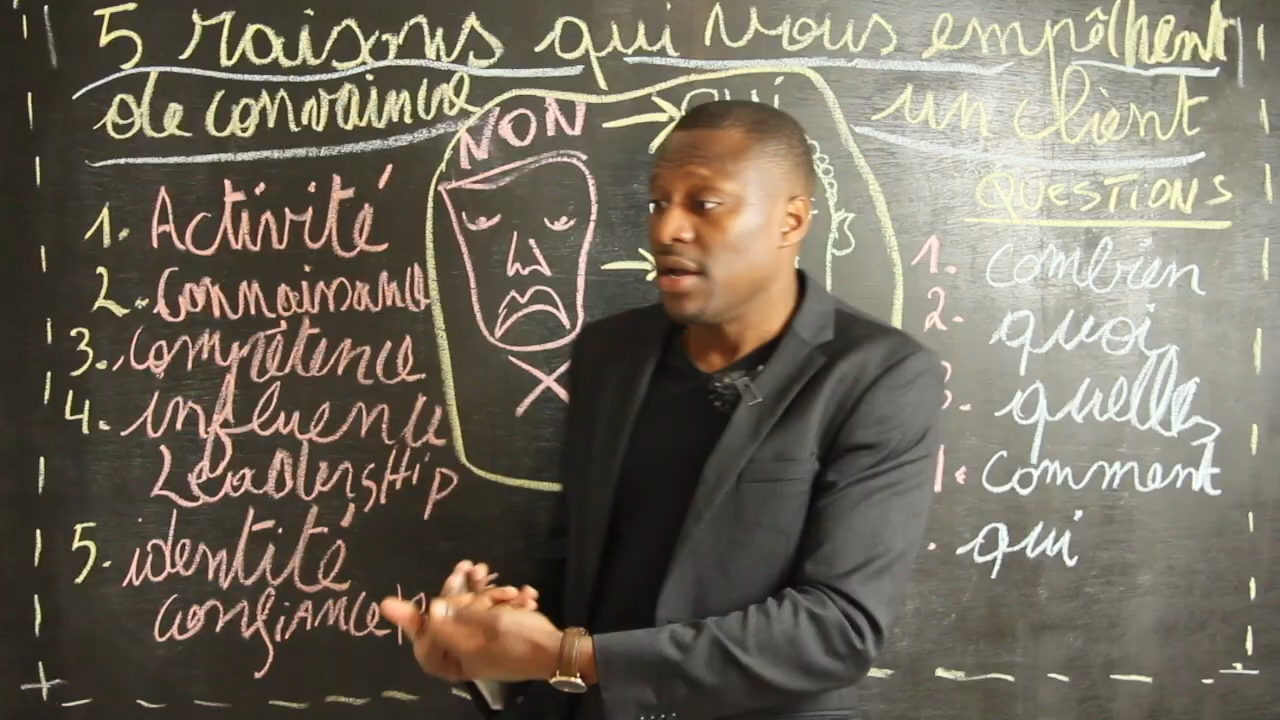 5 raisons qui vous empêchent
de convaincre un client
NON → oui
1. Activité
2. Connaissance
3. Compétence
4. influence
Leadership
5. identité
confiance
QUESTIONS
1. combien
2. quoi
3. quelles
comment
qui